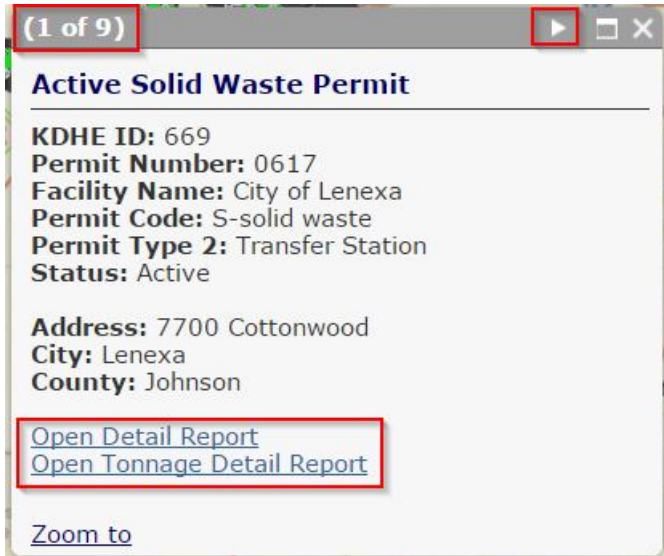 (1 of 9)
Active Solid Waste Permit
KDHE ID: 669
Permit Number: 0617
Facility Name: City of Lenexa
Permit Code: S-solid waste
Permit Type 2: Transfer Station
Status: Active
Address: 7700 Cottonwood
City: Lenexa
County: Johnson
Open Detail Report
Open Tonnage Detail Report
Zoom to